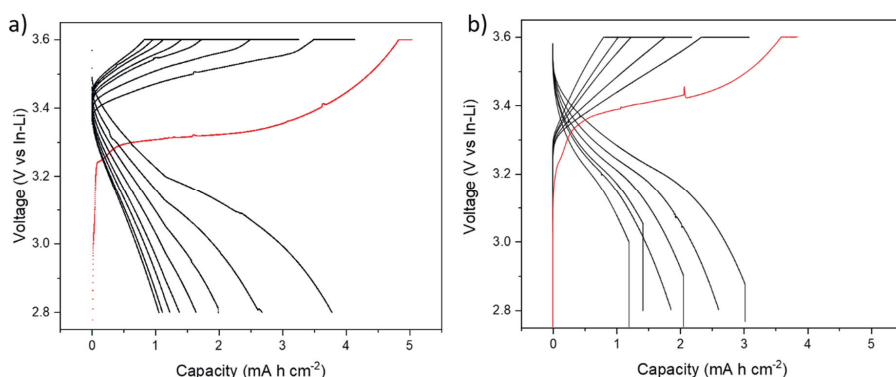 a)
3.6
3.4
3.2
3.0
2.8
Voltage (V vs In-Li)
0 1 2 3 4 5
Capacity (mA h cm-2)
b)
3.6
3.4
3.2
3.0
2.8
Voltage (V vs In-Li)
0 1 2 3 4 5
Capacity (mA h cm-2)